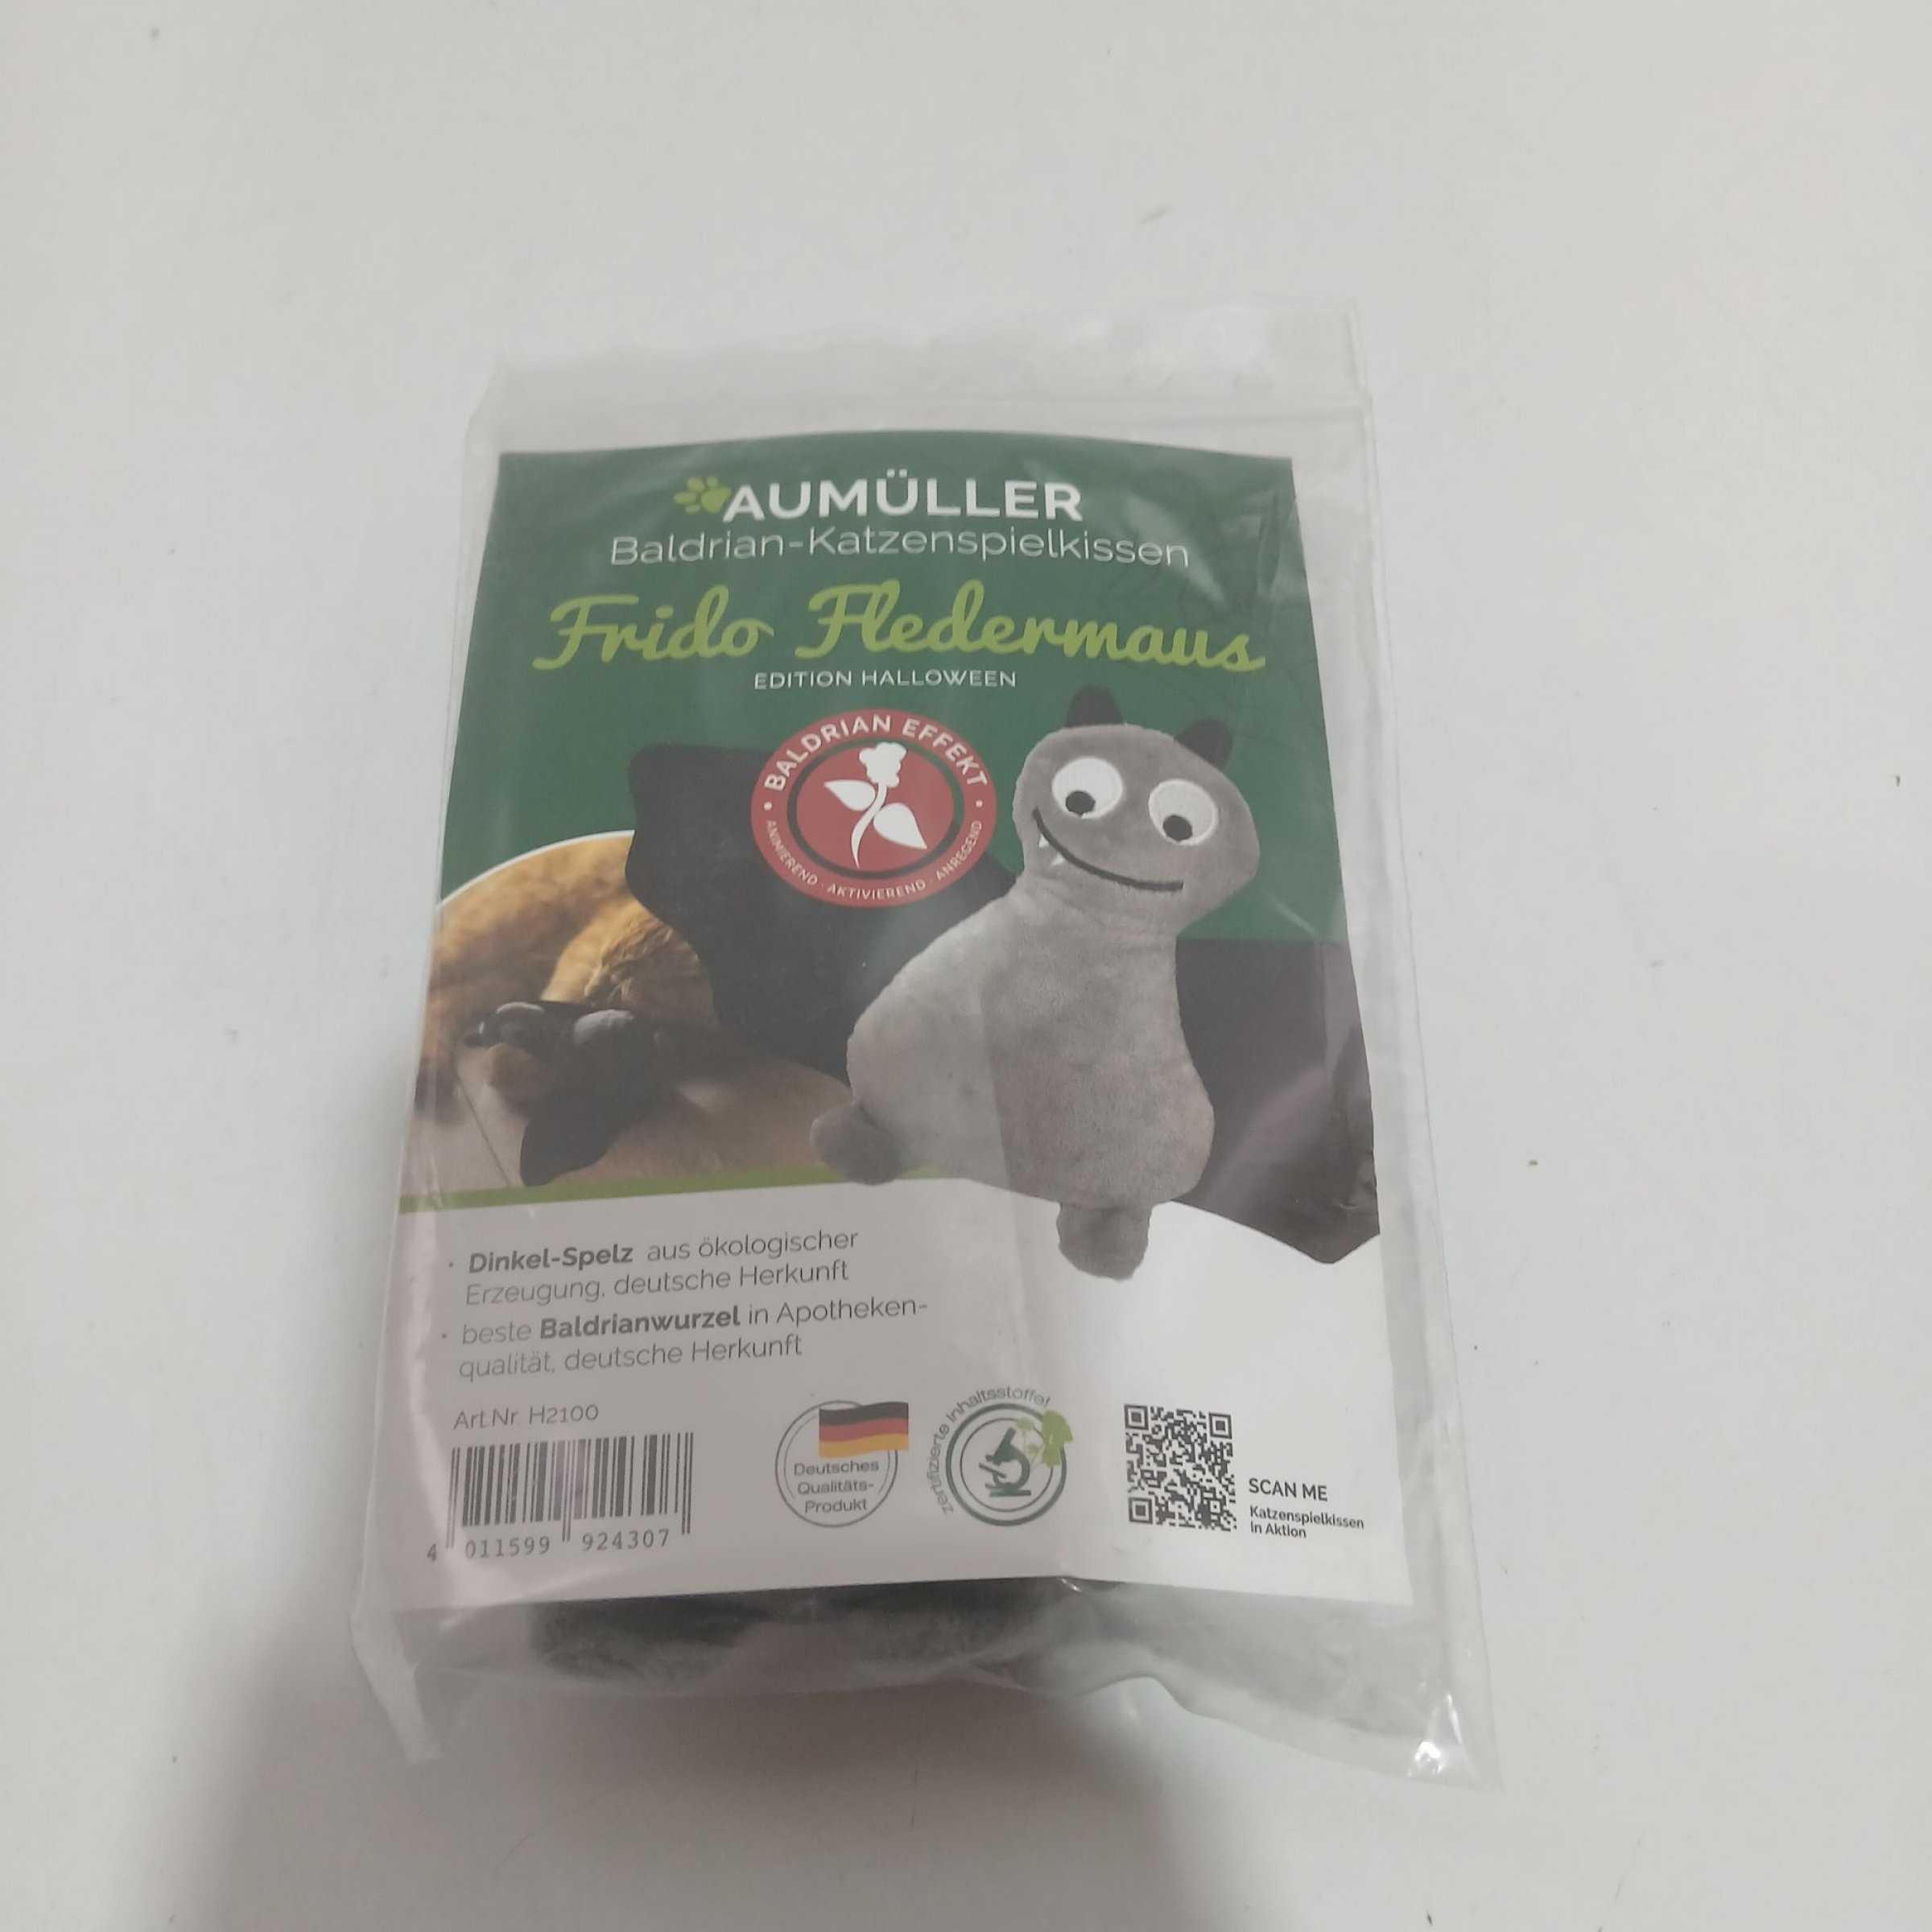 AUMÜLLER
Baldrian-Katzenspielkissen
Frido Fledermaus
EDITION HALLOWEEN
BALDRIAN EFFEKT
ANIMIEREND · AKTIVIEREND · ANREGEND
· Dinkel-Spelz aus ökologischer
Erzeugung, deutsche Herkunft
· beste Baldrianwurzel in Apotheken-
qualität, deutsche Herkunft
Art.Nr. H2100
4 011599 924307
Deutsches
Qualitäts-
Produkt
zertifizierte Inhaltsstoffe!
SCAN ME
Katzenspielkissen
in Aktion